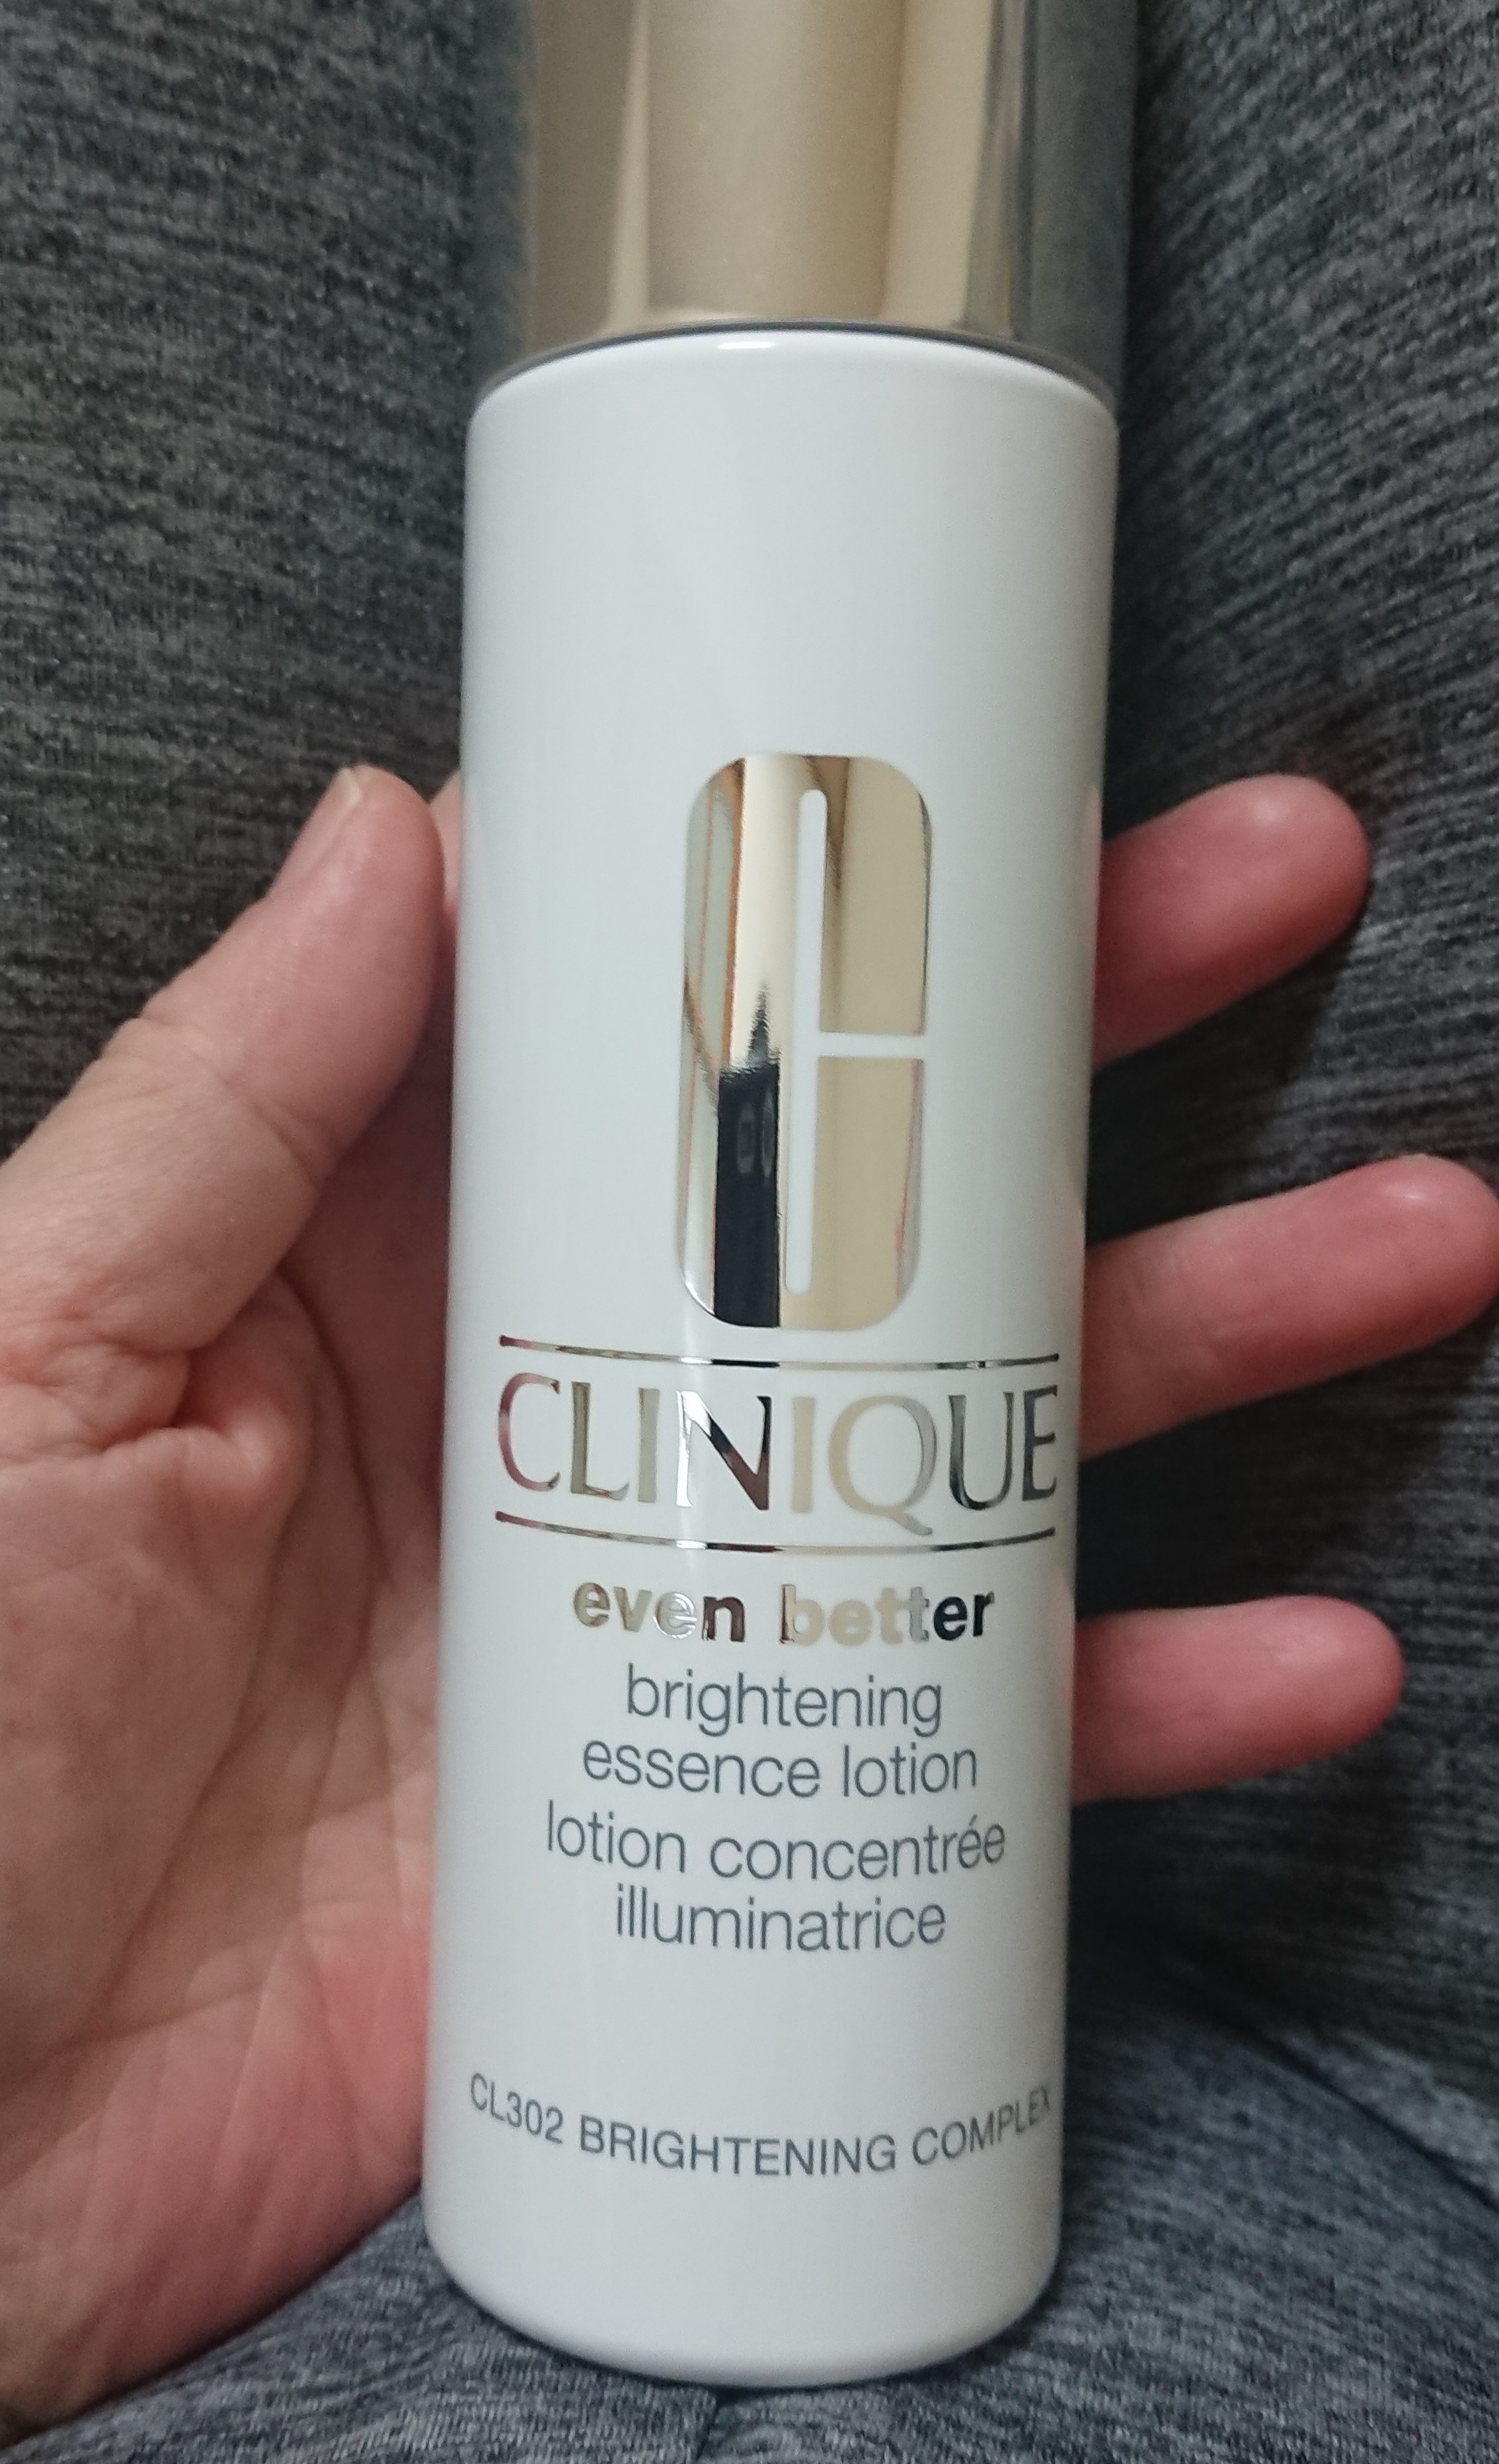 CLINIQUE
even better
brightening
essence lotion
lotion concentrée
illuminatrice
CL302 BRIGHTENING COMPLEX